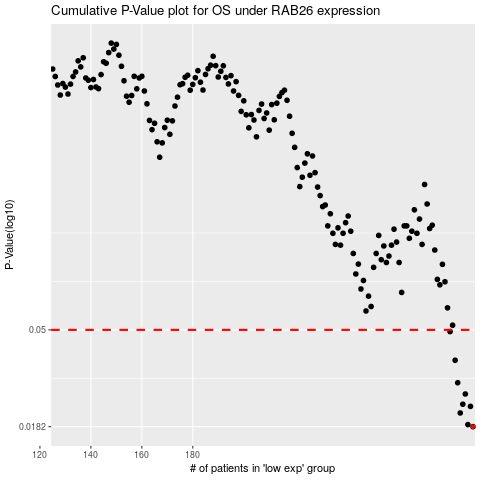 Cumulative P-Value plot for OS under RAB26 expression
P-Value(log10)
0.05
0.0182
120 140 160 180
# of patients in 'low exp' group